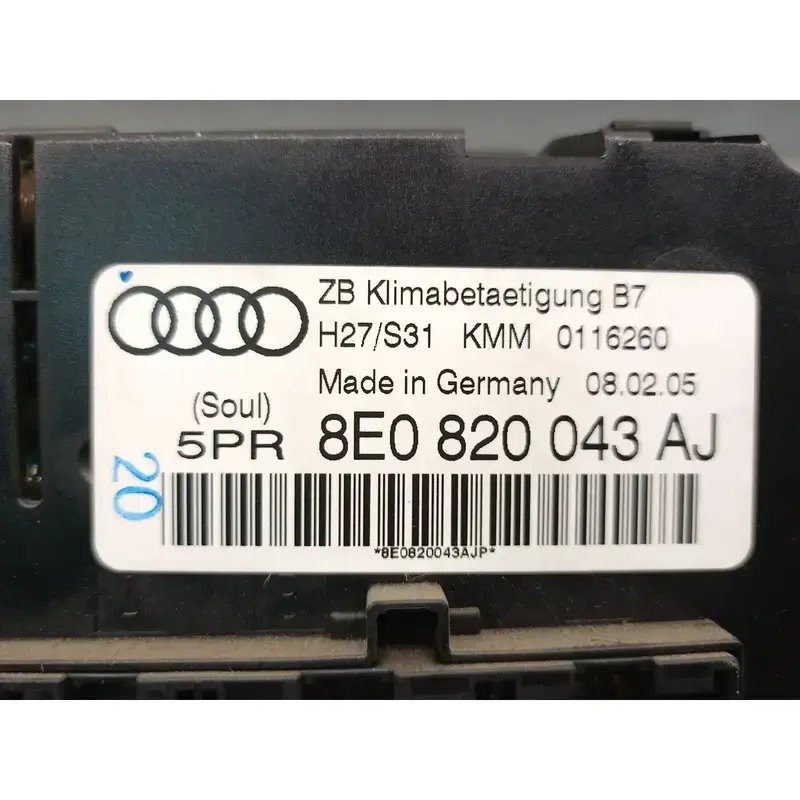 ZB Klimabetaetigung B7
H27/S31 KMM 0116260
Made in Germany 08.02.05
(Soul)
5PR 8E0 820 043 AJ
20
*8E0820043AJP*